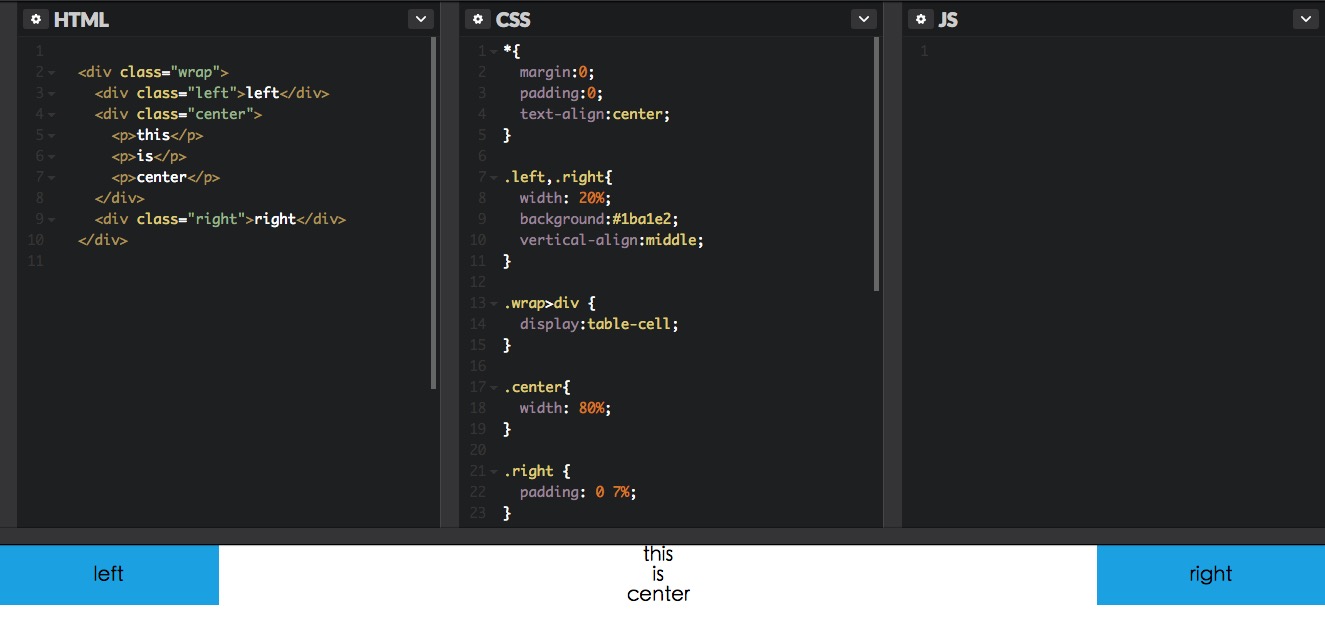 HTML
1
2 <div class="wrap">
3 <div class="left">left</div>
4 <div class="center">
5 <p>this</p>
6 <p>is</p>
7 <p>center</p>
8 </div>
9 <div class="right">right</div>
10 </div>
11
CSS
1 *{
2 margin:0;
3 padding:0;
4 text-align:center;
5 }
6
7 .left,.right{
8 width: 20%;
9 background:#1ba1e2;
10 vertical-align:middle;
11 }
12
13 .wrap>div {
14 display:table-cell;
15 }
16
17 .center{
18 width: 80%;
19 }
20
21 .right {
22 padding: 0 7%;
23 }
JS
1
left
this
is
center
right